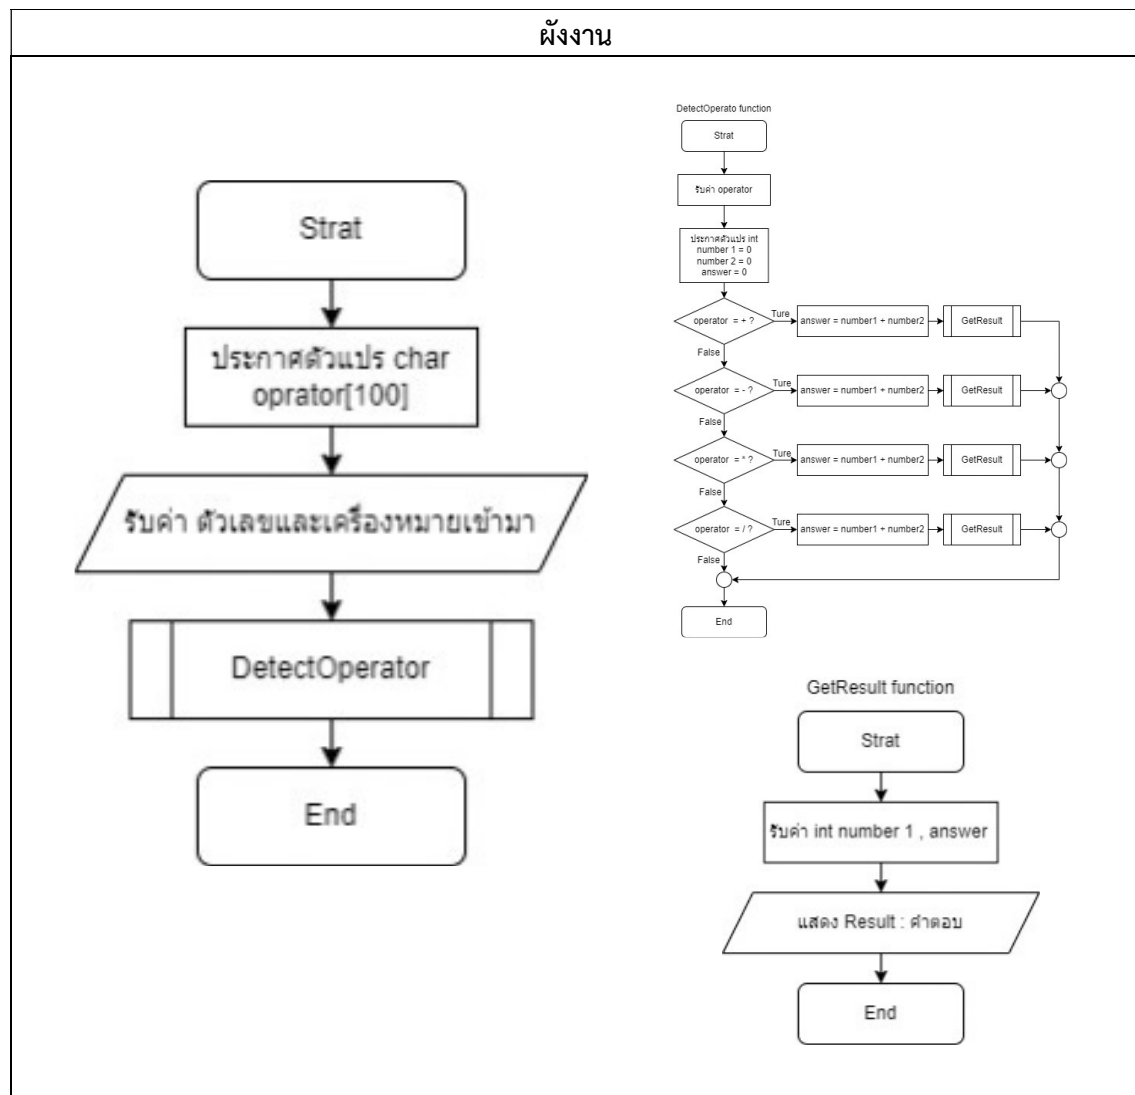 ผังงาน
Strat
ประกาศตัวแปร char
oprator[100]
รับค่า ตัวเลขและเครื่องหมายเข้ามา
DetectOperator
End
DetectOperato function
Strat
รับค่า operator
ประกาศตัวแปร int
number 1 = 0
number 2 = 0
answer = 0
operator = + ?
Ture
answer = number1 + number2
GetResult
False
operator = - ?
Ture
answer = number1 + number2
GetResult
False
operator = * ?
Ture
answer = number1 + number2
GetResult
False
operator = / ?
Ture
answer = number1 + number2
GetResult
False
End
GetResult function
Strat
รับค่า int number 1 , answer
แสดง Result : คำตอบ
End